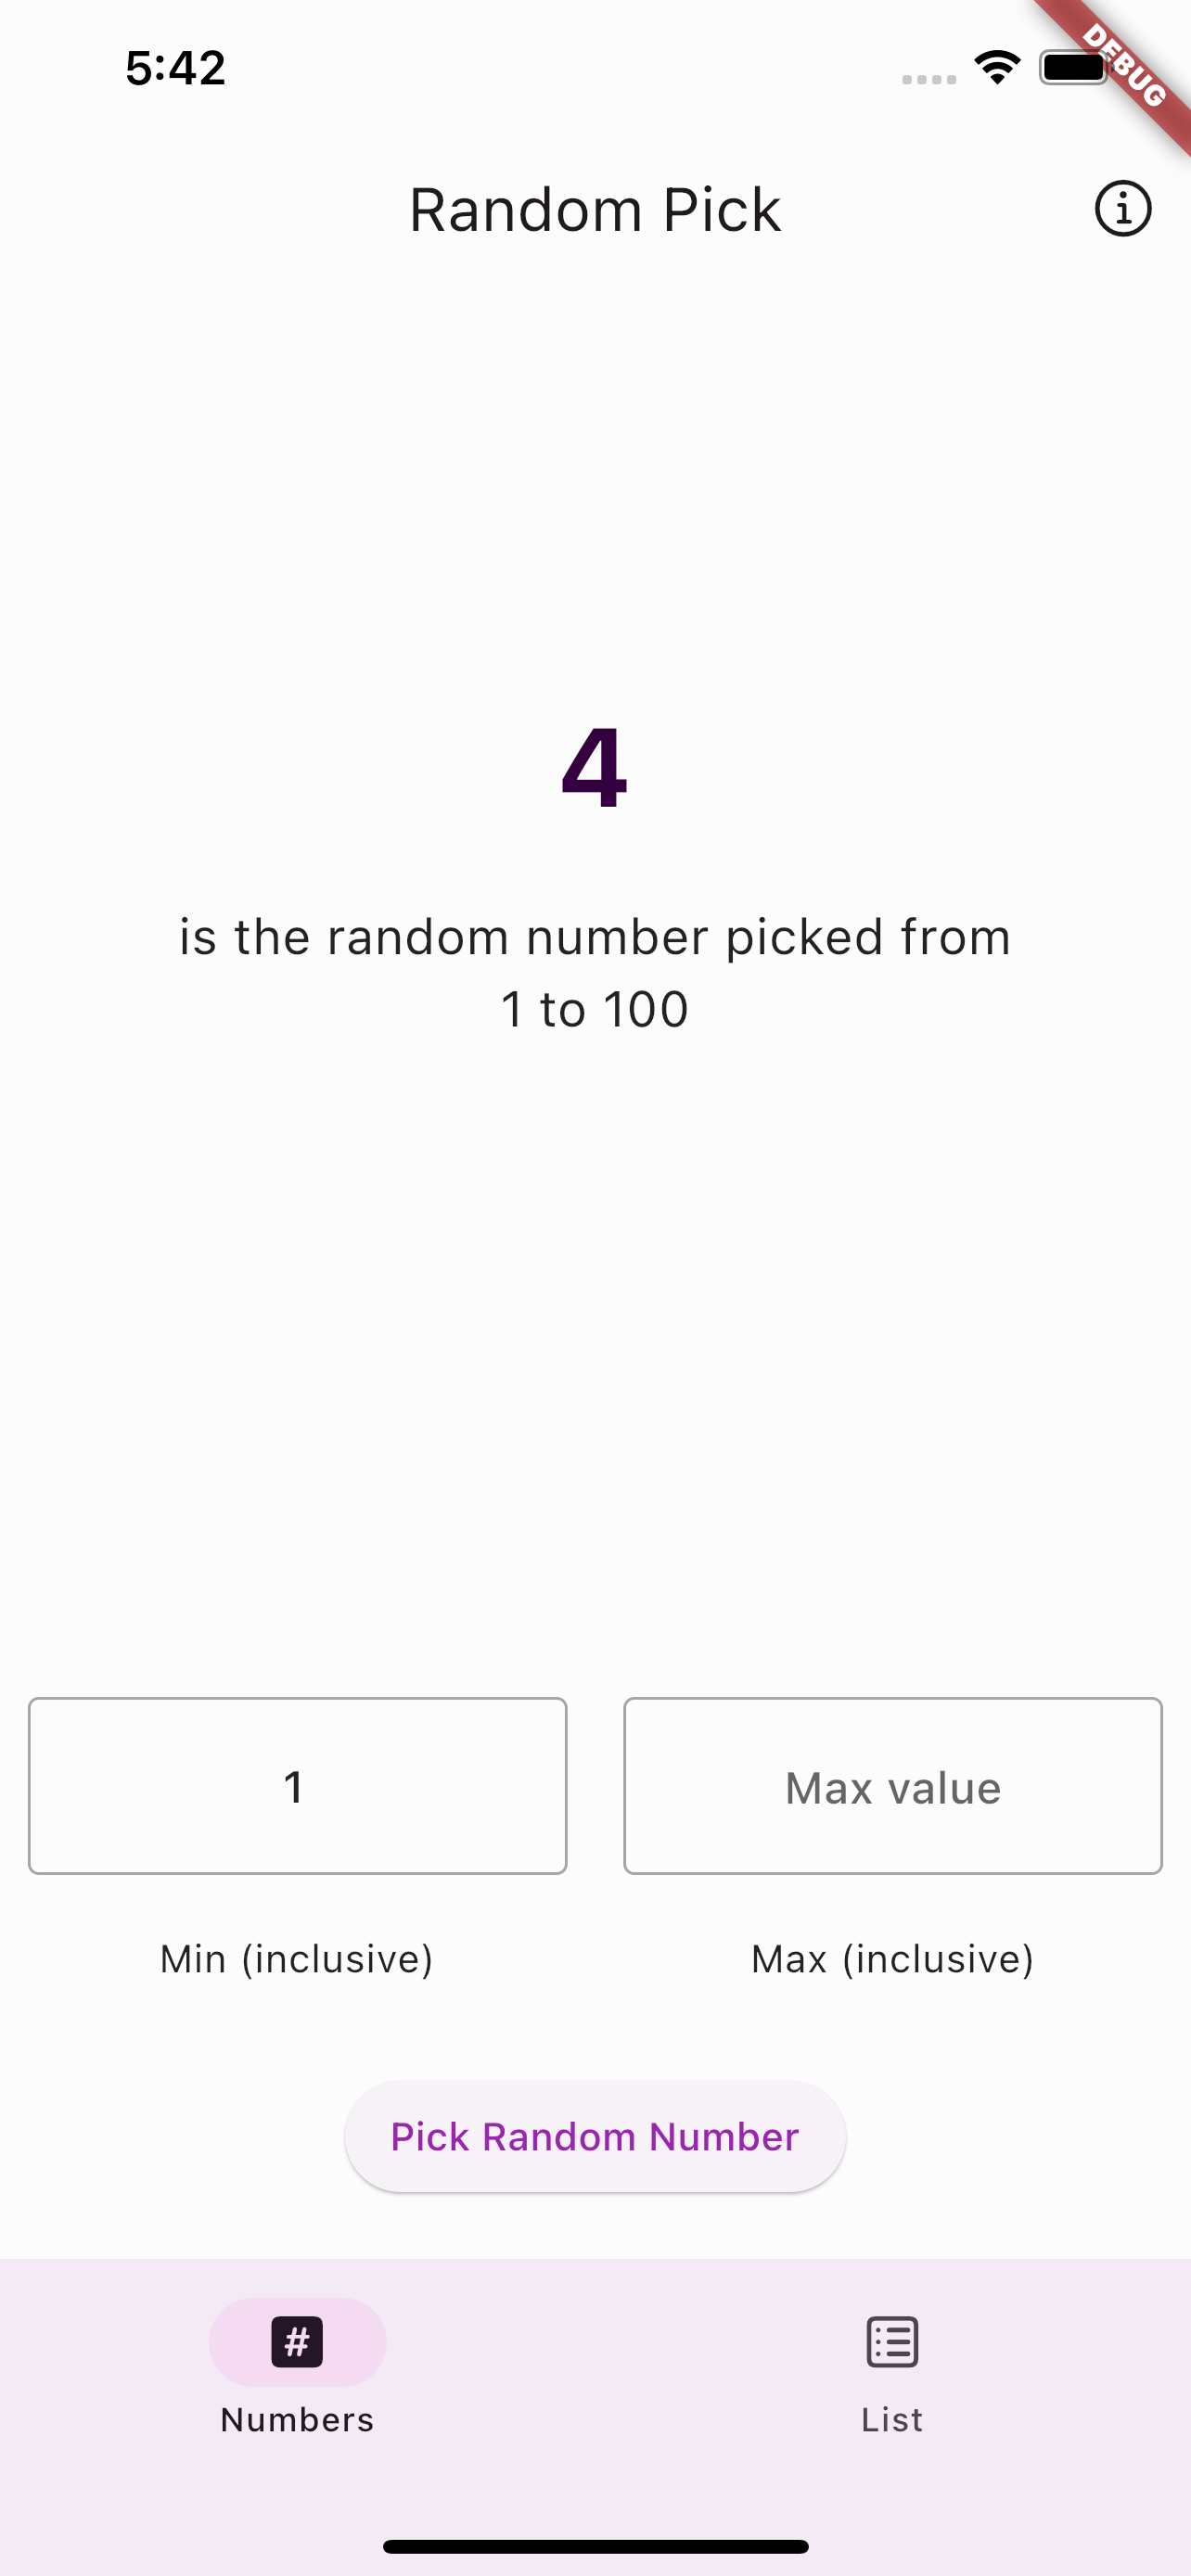 5:42
DEBUG
Random Pick
4
is the random number picked from
1 to 100
1
Max value
Min (inclusive)
Max (inclusive)
Pick Random Number
#
Numbers
List